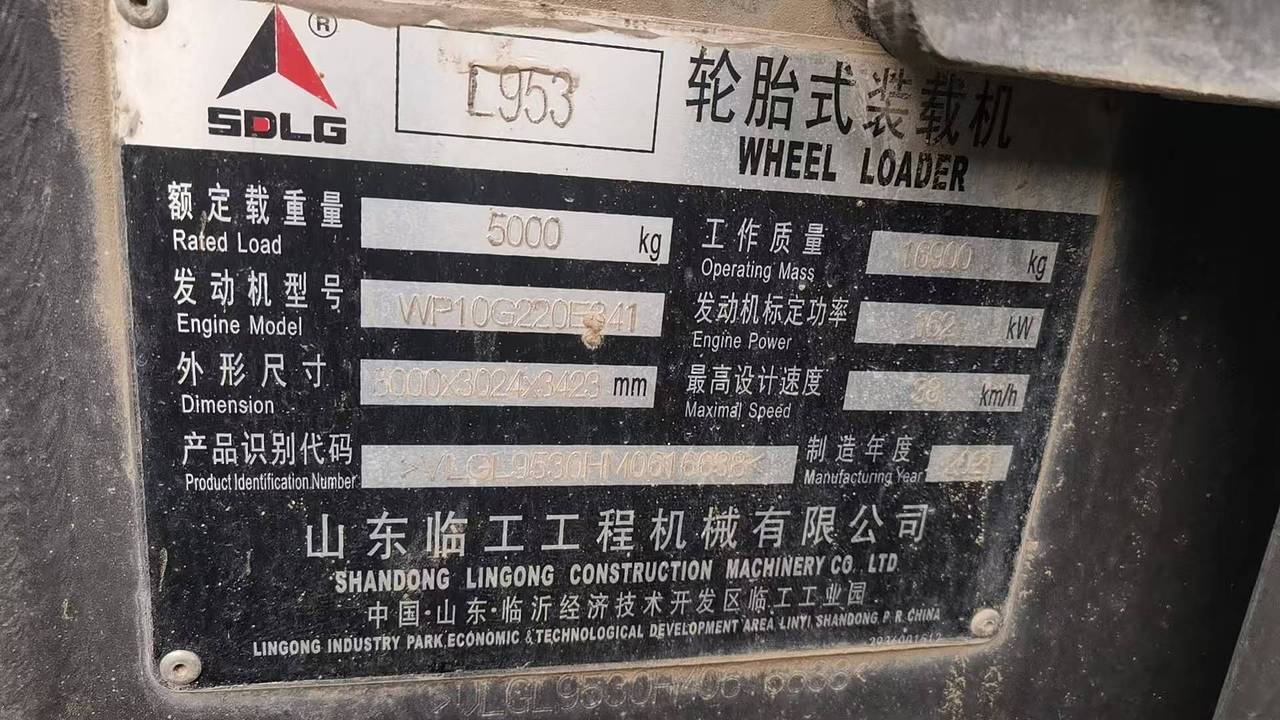 ®
SDLG
L953
轮胎式装载机
WHEEL LOADER
额定载重量
Rated Load
5000 kg
工作质量
Operating Mass
16900 kg
发动机型号
Engine Model
WP10G220E341
发动机标定功率
Engine Power
162 kW
外形尺寸
Dimension
8000x3024x3423 mm
最高设计速度
Maximal Speed
38 km/h
产品识别代码
Product Identification Number
制造年度
Manufacturing Year
2021
山东临工工程机械有限公司
SHANDONG LINGONG CONSTRUCTION MACHINERY CO. LTD.
中国·山东·临沂经济技术开发区临工工业园
LINGONG INDUSTRY PARK,ECONOMIC & TECHNOLOGICAL DEVELOPMENT AREA LINYI SHANDONG P R CHINA